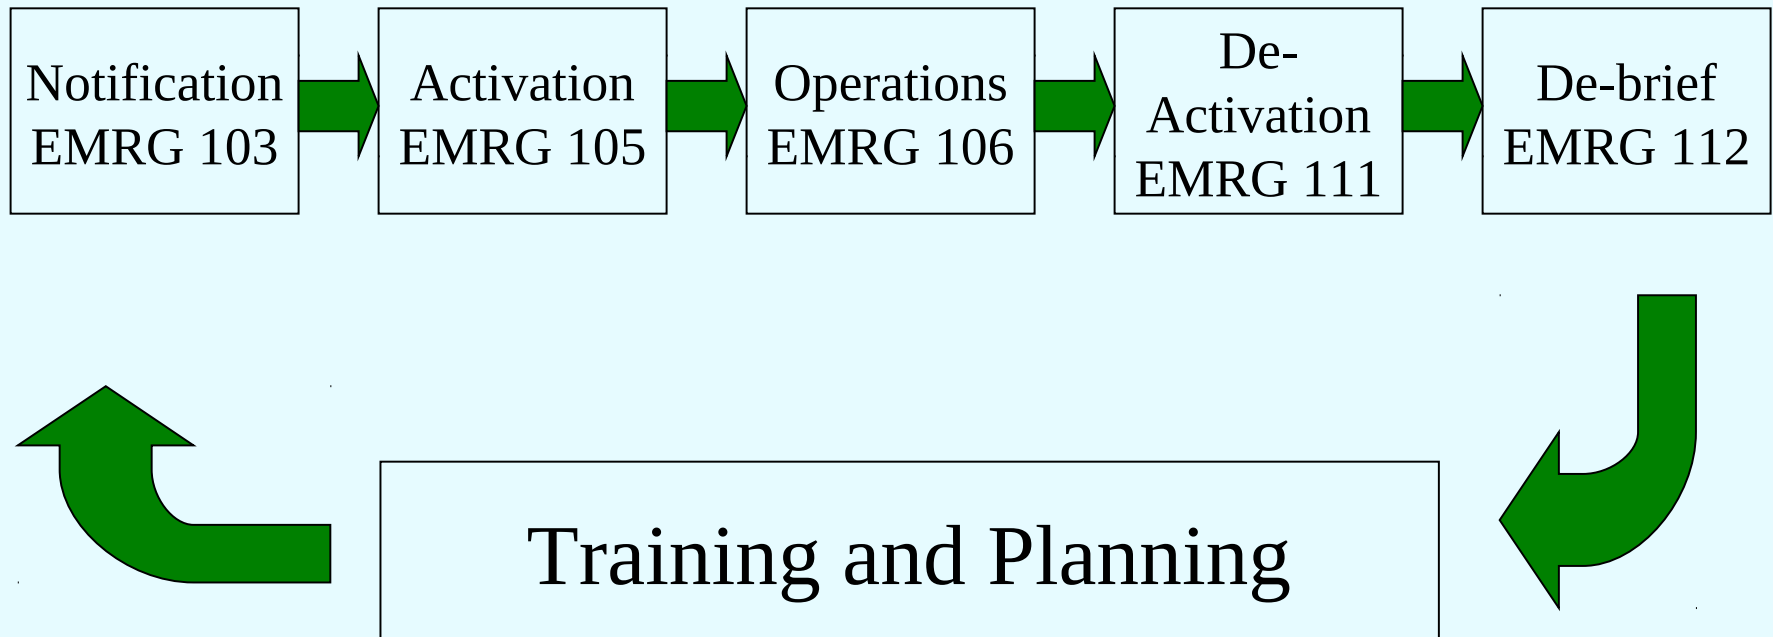 Notification
EMRG 103
Activation
EMRG 105
Operations
EMRG 106
De-
Activation
EMRG 111
De-brief
EMRG 112
Training and Planning